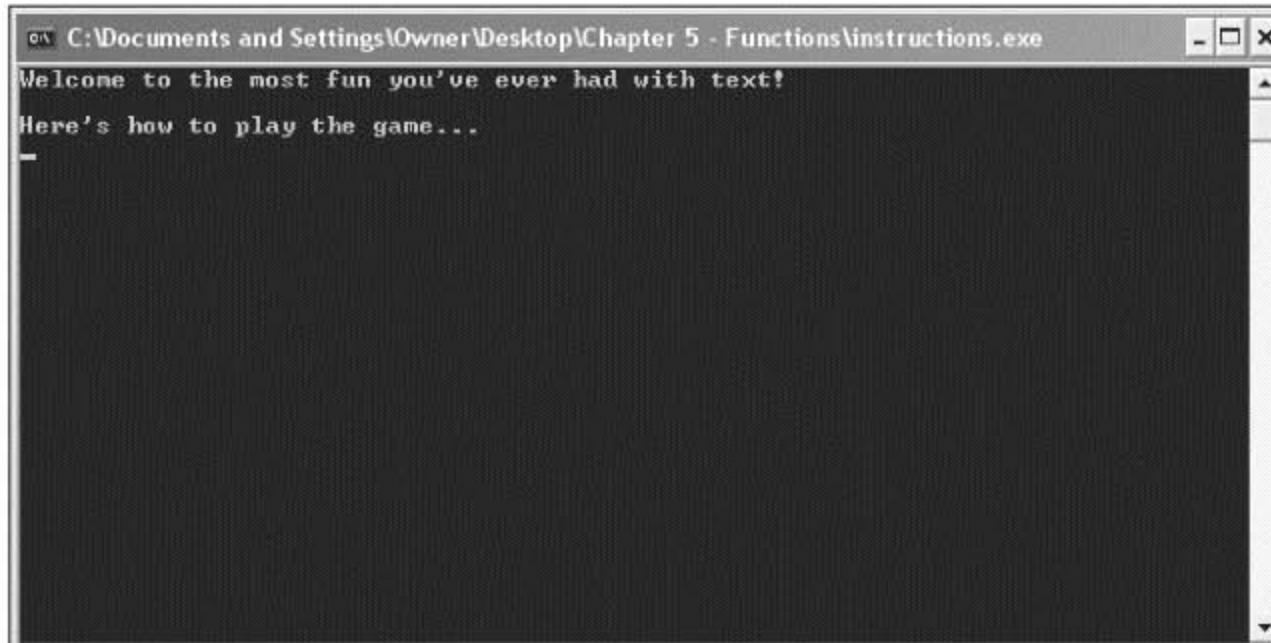 C:\Documents and Settings\Owner\Desktop\Chapter 5 - Functions\instructions.exe
Welcome to the most fun you've ever had with text!
Here's how to play the game...